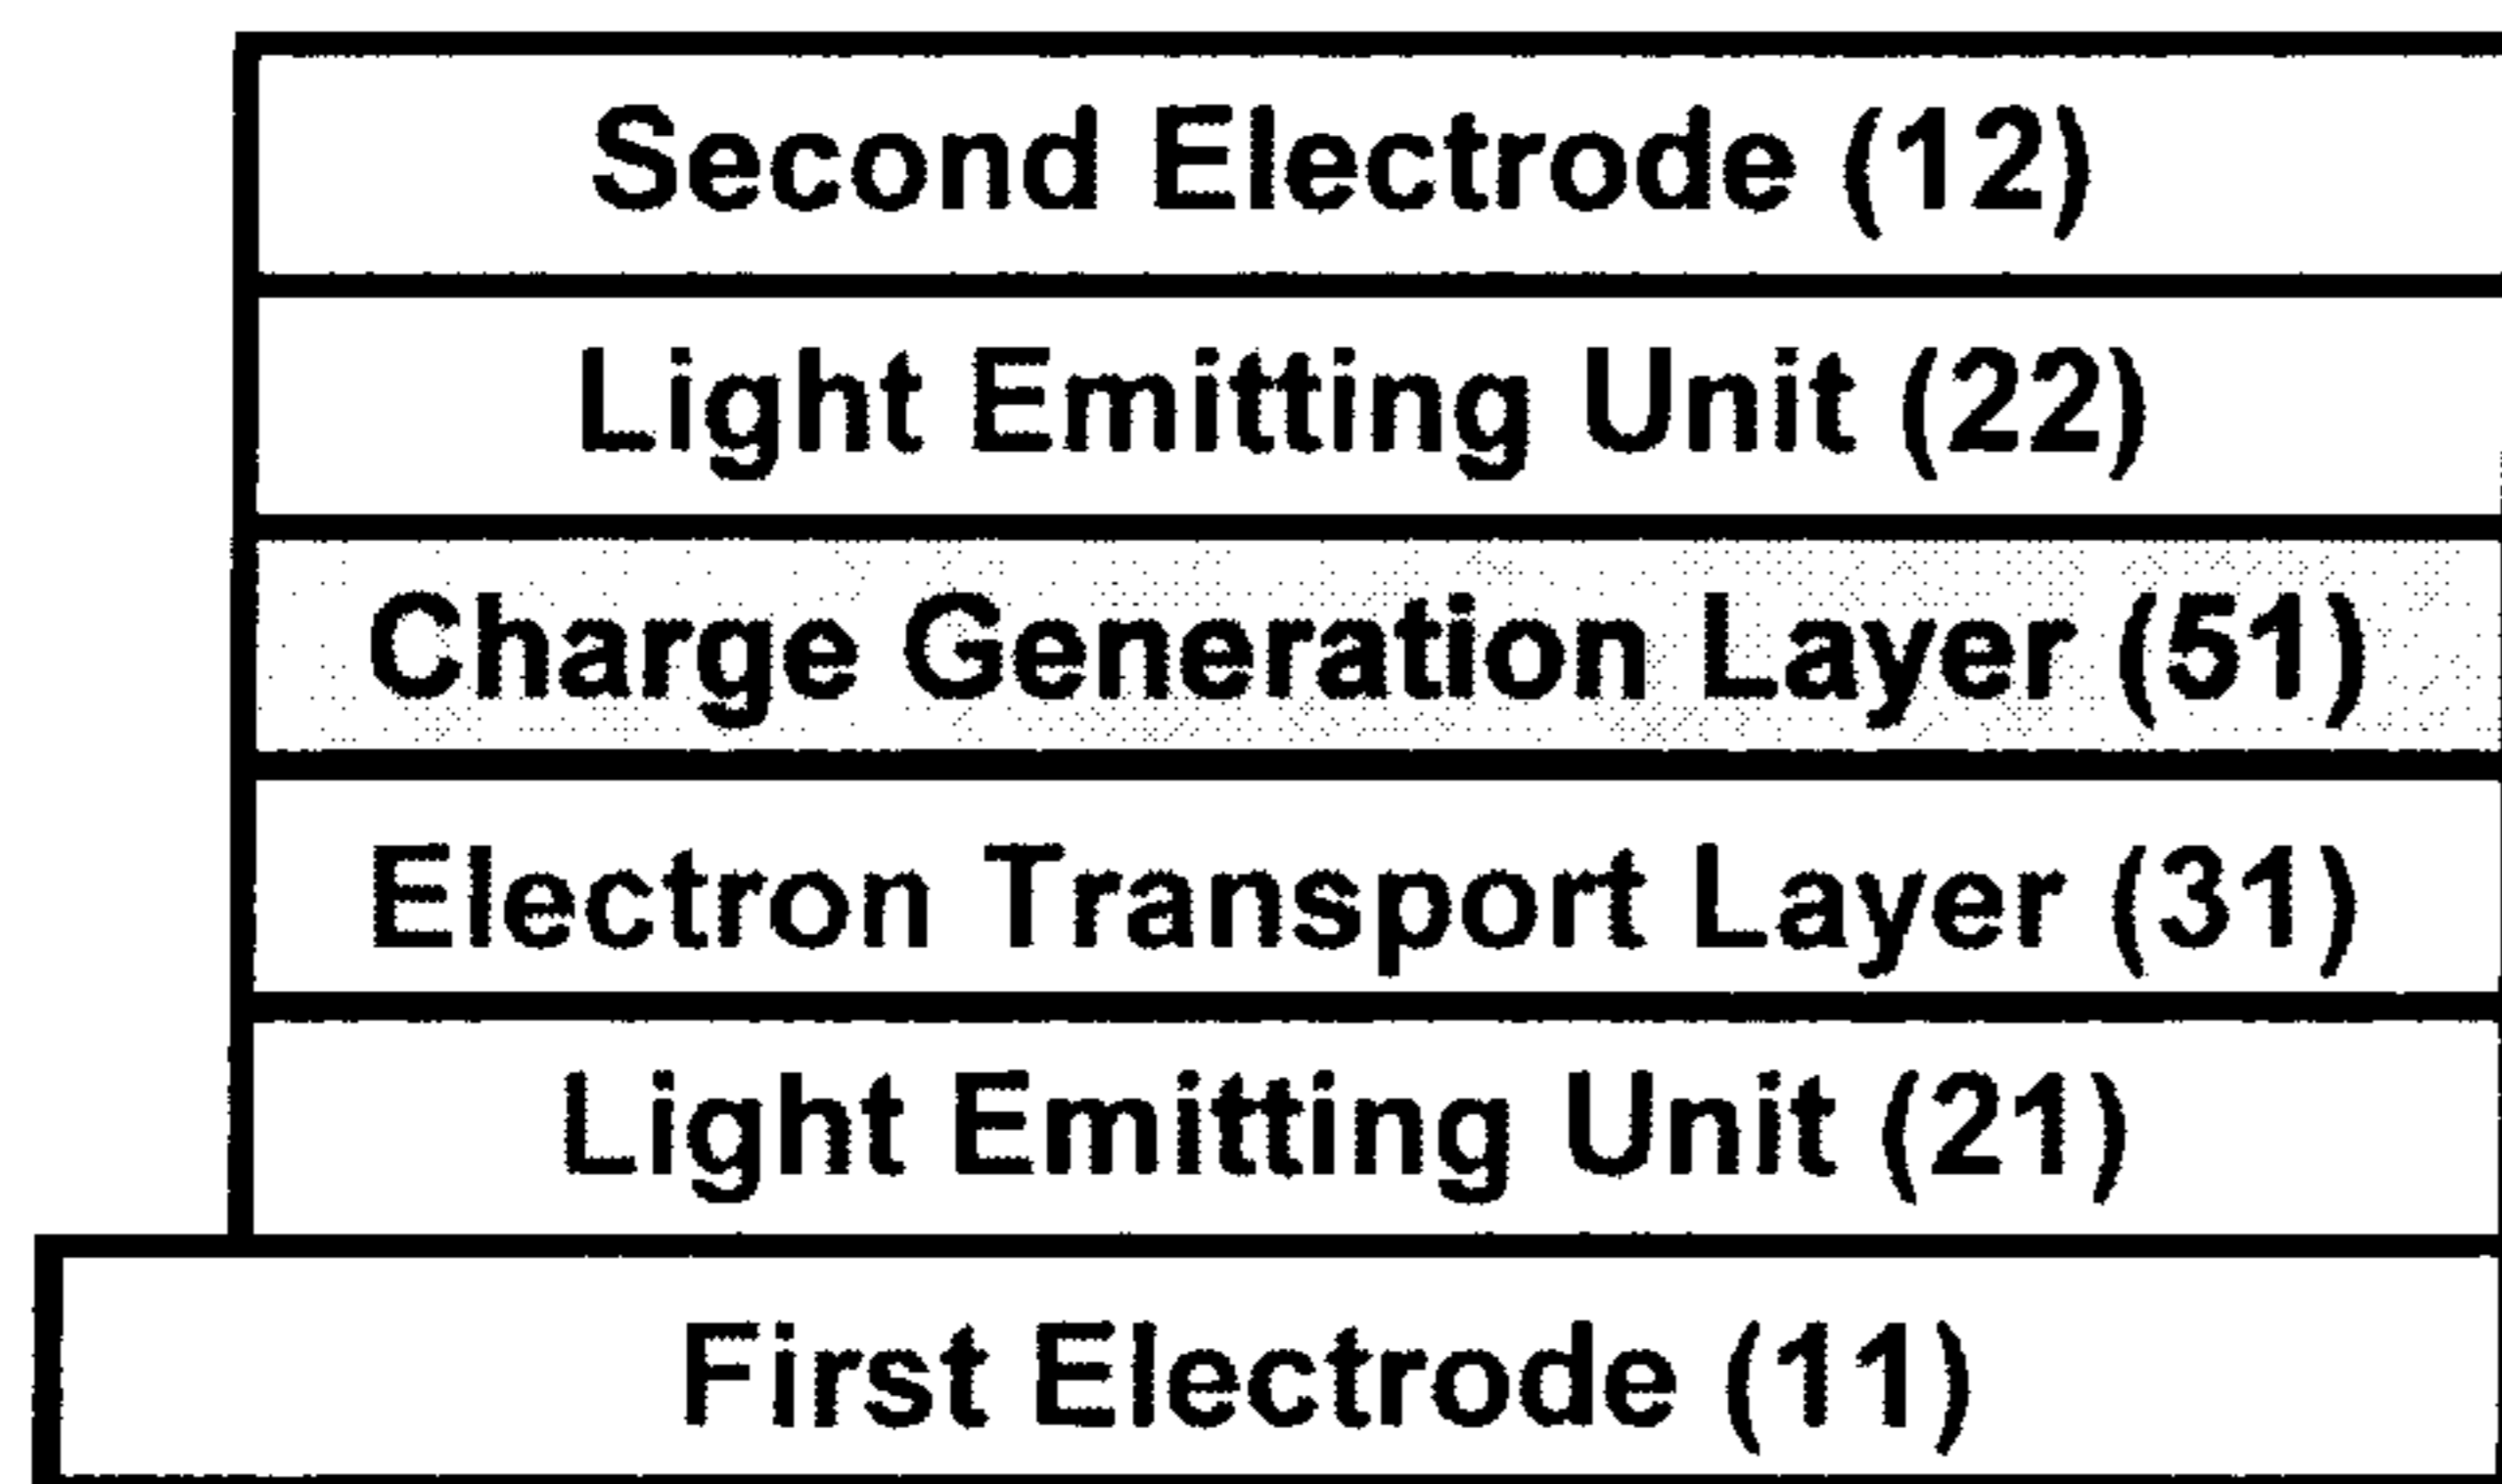 Second Electrode (12)
Light Emitting Unit (22)
Charge Generation Layer (51)
Electron Transport Layer (31)
Light Emitting Unit (21)
First Electrode (11)